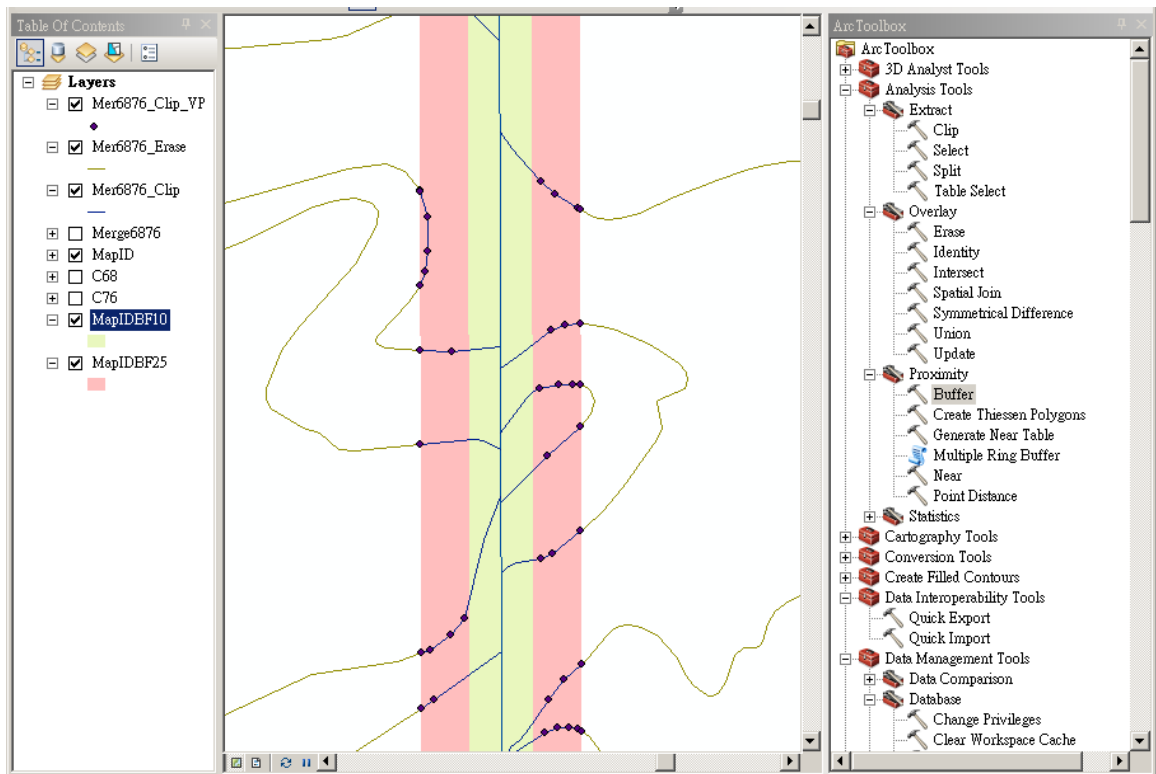 Table Of Contents
Layers
Mer6876_Clip_VP
Mer6876_Erase
Mer6876_Clip
Merge6876
MapID
C68
C76
MapIDBF10
MapIDBF25
ArcToolbox
ArcToolbox
3D Analyst Tools
Analysis Tools
Extract
Clip
Select
Split
Table Select
Overlay
Erase
Identity
Intersect
Spatial Join
Symmetrical Difference
Union
Update
Proximity
Buffer
Create Thiessen Polygons
Generate Near Table
Multiple Ring Buffer
Near
Point Distance
Statistics
Cartography Tools
Conversion Tools
Create Filled Contours
Data Interoperability Tools
Quick Export
Quick Import
Data Management Tools
Data Comparison
Database
Change Privileges
Clear Workspace Cache